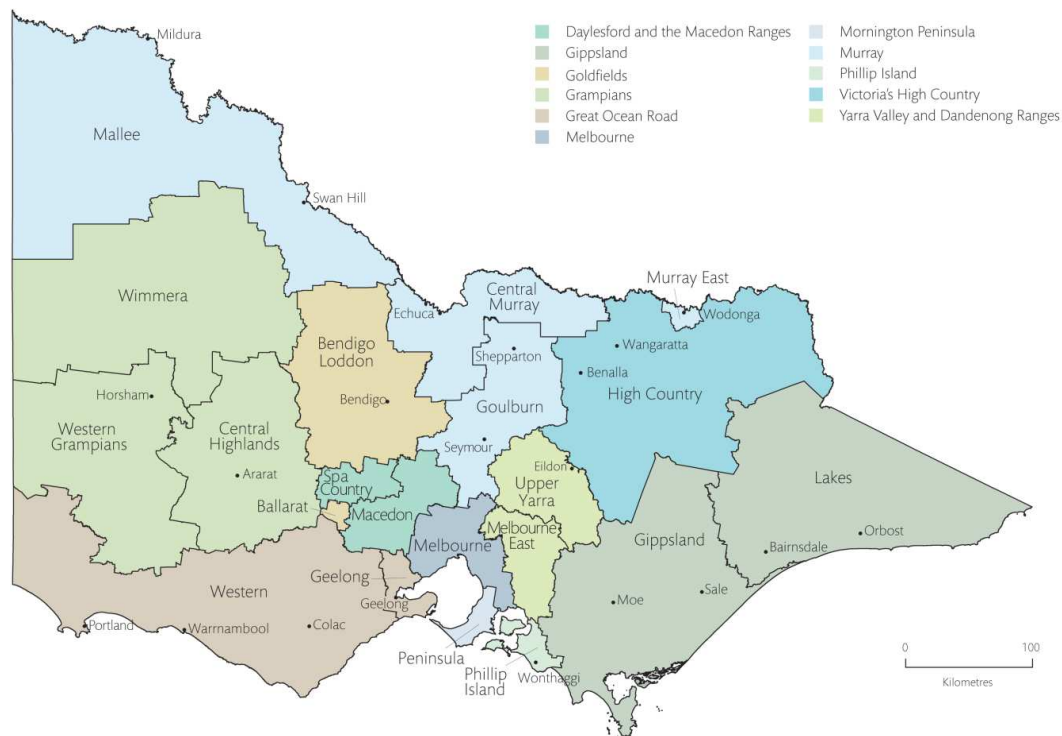 Daylesford and the Macedon Ranges
Gippsland
Goldfields
Grampians
Great Ocean Road
Melbourne
Mornington Peninsula
Murray
Phillip Island
Victoria's High Country
Yarra Valley and Dandenong Ranges
Mildura
Mallee
Swan Hill
Wimmera
Echuca
Central
Murray
Murray East
Wodonga
Bendigo
Loddon
Shepparton
Wangaratta
Benalla
High Country
Horsham
Bendigo
Goulburn
Western
Grampians
Central
Highlands
Seymour
Ararat
Spa
Country
Eildon
Upper
Yarra
Lakes
Ballarat
Macedon
Melbourne
Melbourne
East
Gippsland
Orbost
Bairnsdale
Geelong
Western
Geelong
Moe
Sale
Portland
Warrnambool
Colac
Peninsula
Phillip
Island
Wonthaggi
0
100
Kilometres